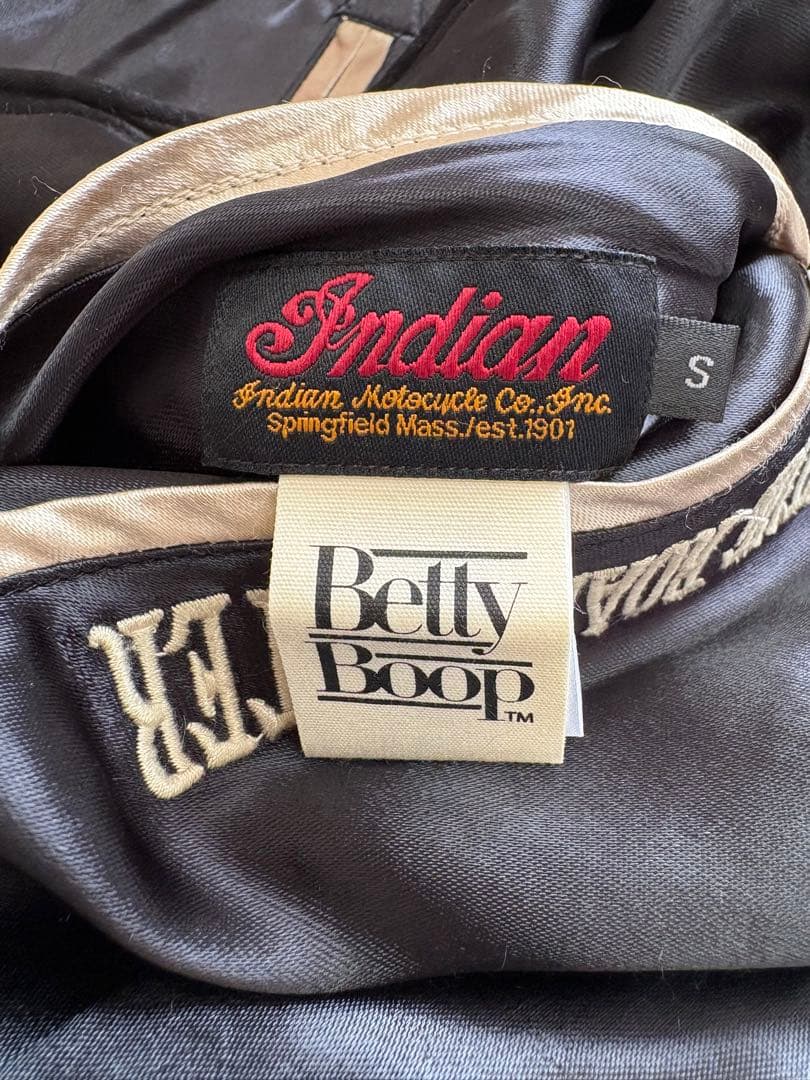 Indian
Indian Motocycle Co., Inc.
Springfield Mass./est.1901
S
Betty
Boop
TM